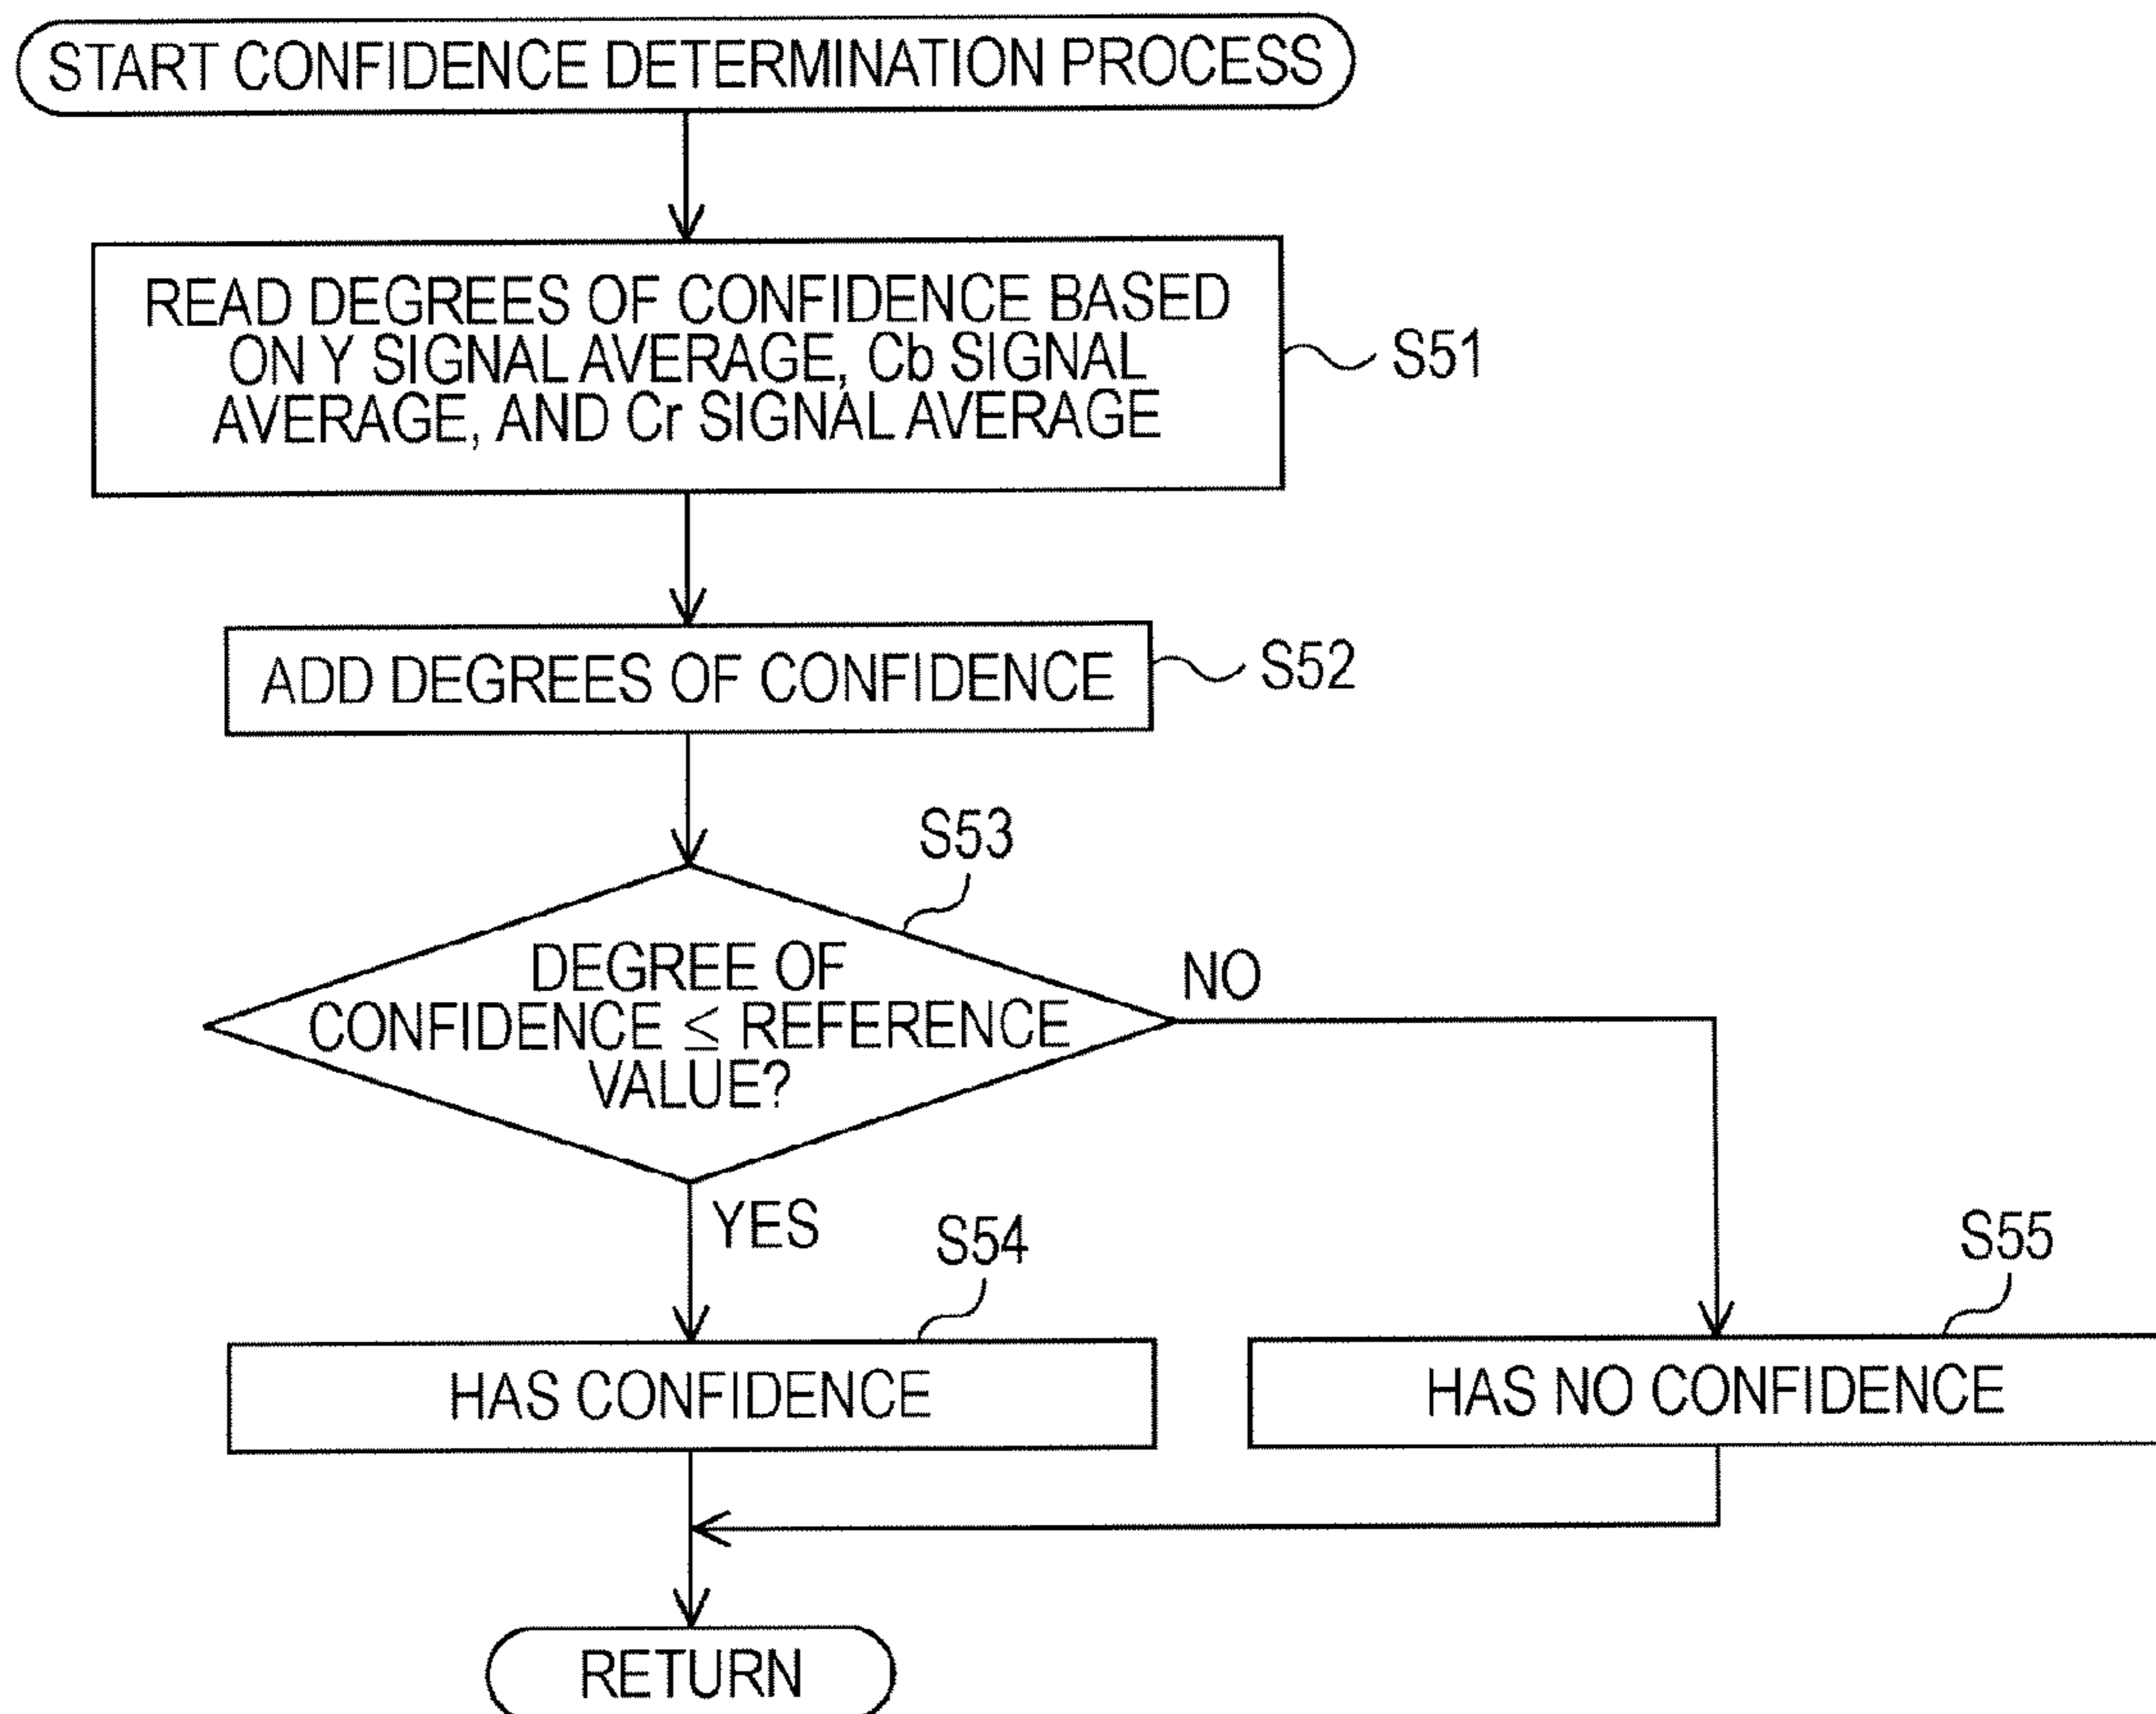 START CONFIDENCE DETERMINATION PROCESS
READ DEGREES OF CONFIDENCE BASED
ON Y SIGNAL AVERAGE, Cb SIGNAL
AVERAGE, AND Cr SIGNAL AVERAGE
S51
ADD DEGREES OF CONFIDENCE
S52
S53
DEGREE OF
CONFIDENCE ≤ REFERENCE
VALUE?
NO
YES
S54
S55
HAS CONFIDENCE
HAS NO CONFIDENCE
RETURN